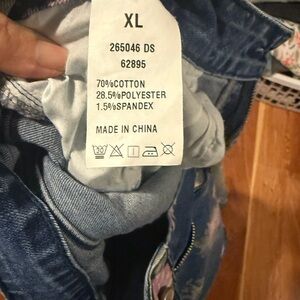 XL
265046 DS
62895
70%COTTON
28.5%POLYESTER
1.5%SPANDEX
MADE IN CHINA